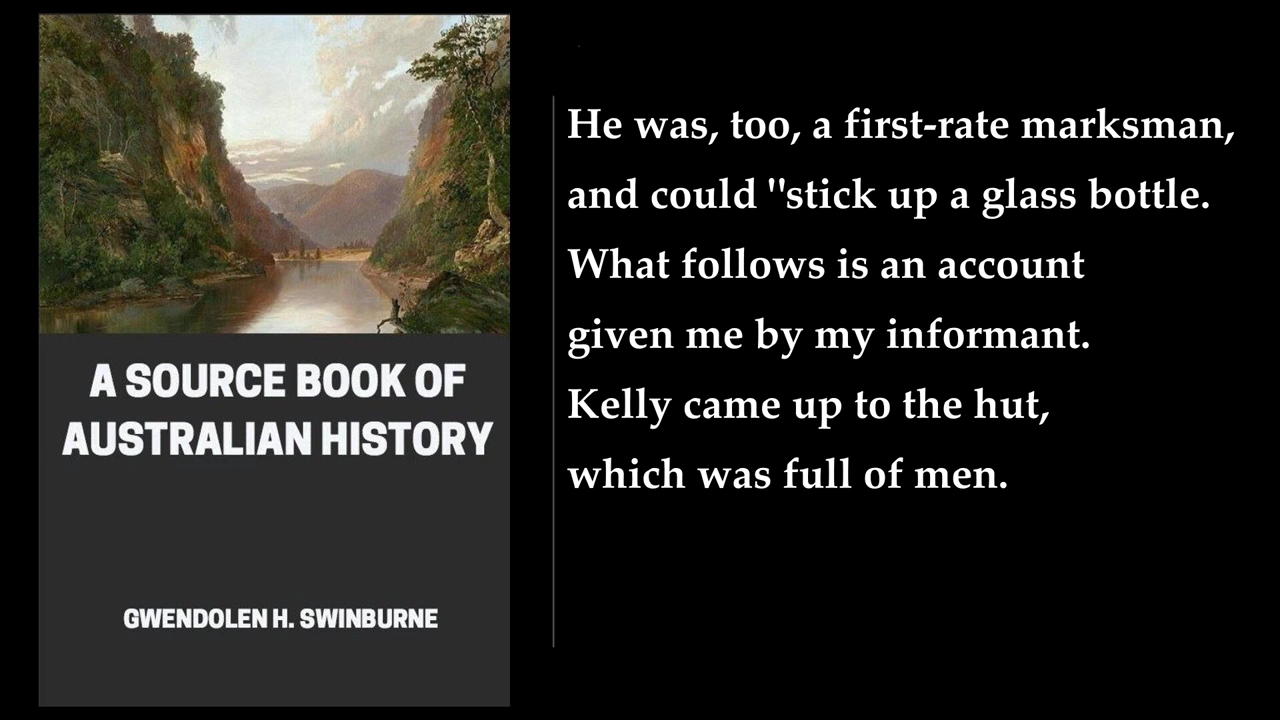 A SOURCE BOOK OF
AUSTRALIAN HISTORY
GWENDOLEN H. SWINBURNE
He was, too, a first-rate marksman,
and could "stick up a glass bottle.
What follows is an account
given me by my informant.
Kelly came up to the hut,
which was full of men.